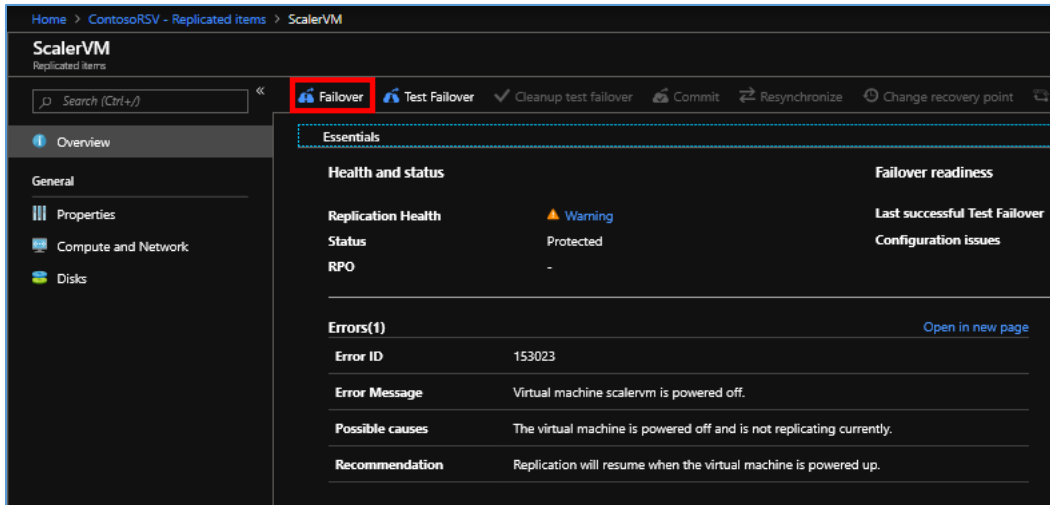 Home > ContosoRSV - Replicated items > ScalerVM
ScalerVM
Replicated items
Search (Ctrl+/)
«
Failover Test Failover Cleanup test failover Commit Resynchronize Change recovery point
Overview
General
Properties
Compute and Network
Disks
Essentials
Health and status
Replication Health Warning
Status Protected
RPO -
Failover readiness
Last successful Test Failover
Configuration issues
Errors(1) Open in new page
Error ID 153023
Error Message Virtual machine scalervm is powered off.
Possible causes The virtual machine is powered off and is not replicating currently.
Recommendation Replication will resume when the virtual machine is powered up.